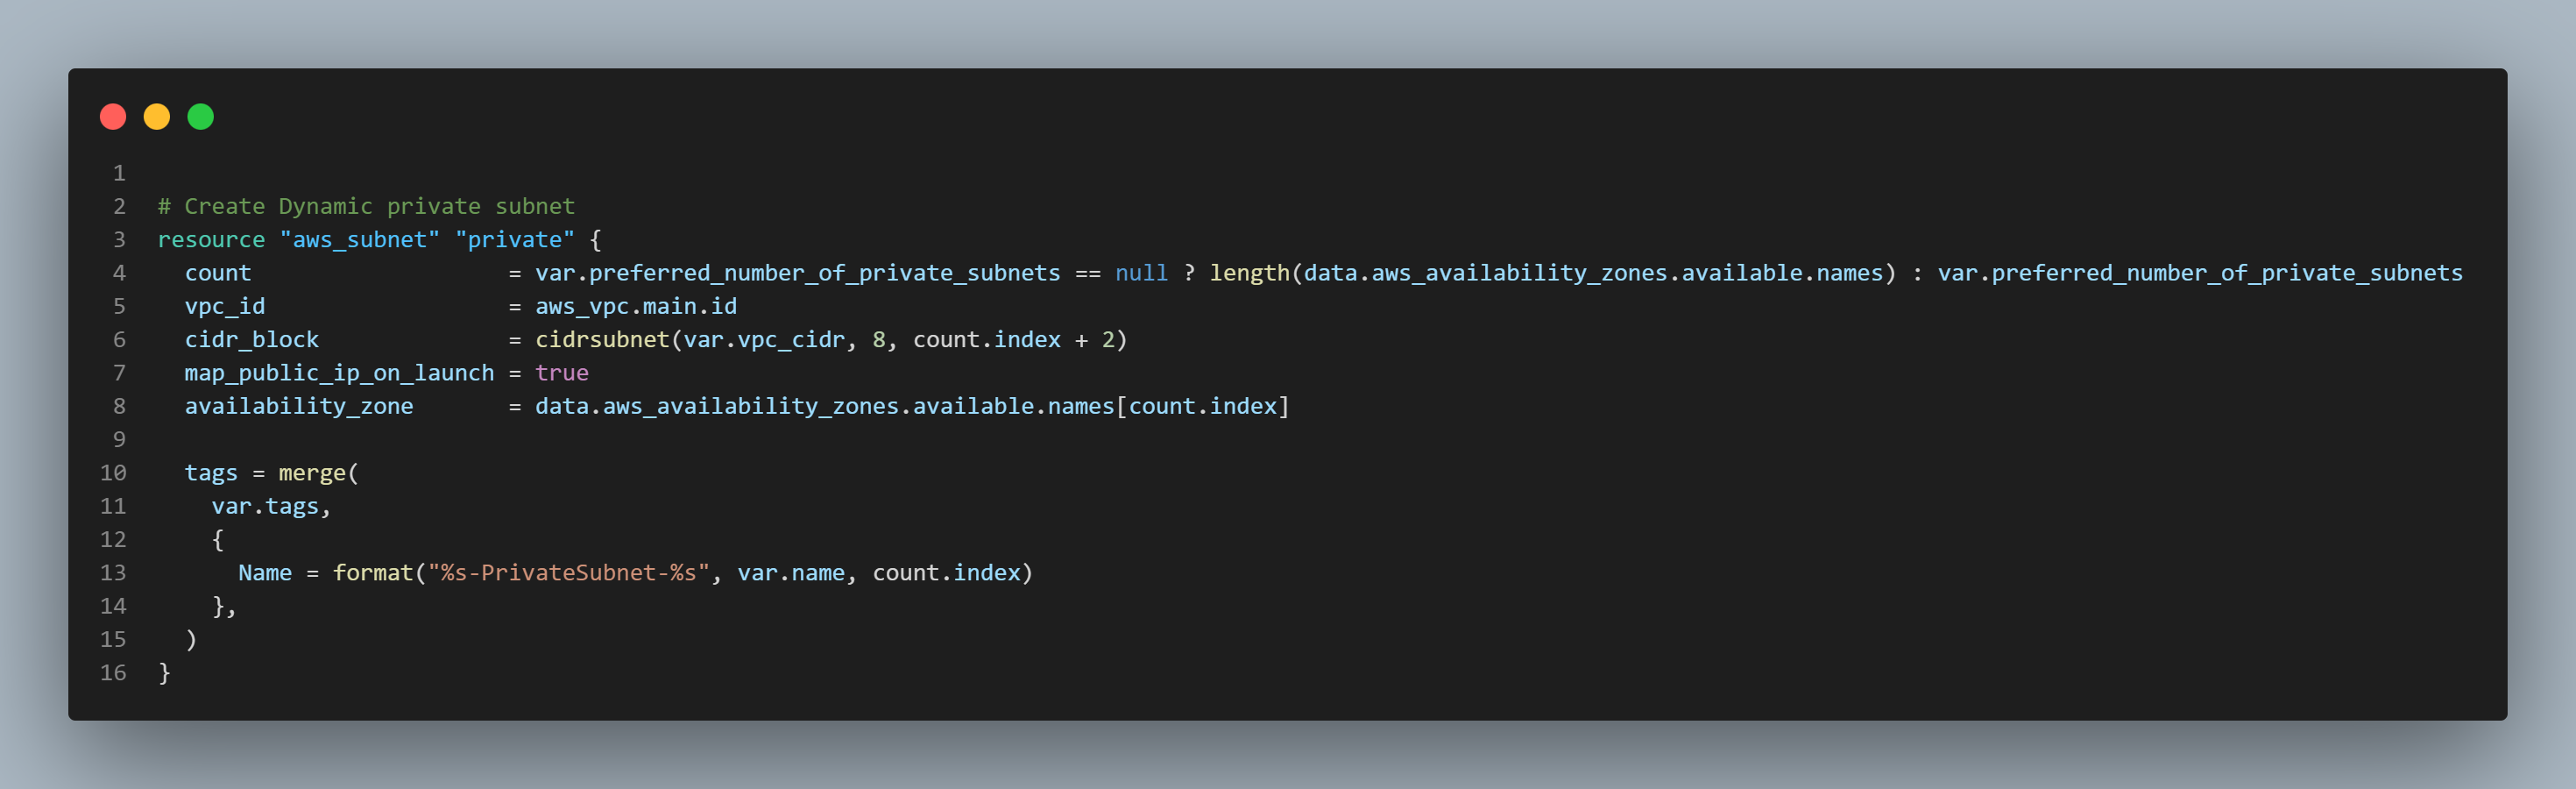 1
2 # Create Dynamic private subnet
3 resource "aws_subnet" "private" {
4   count                   = var.preferred_number_of_private_subnets == null ? length(data.aws_availability_zones.available.names) : var.preferred_number_of_private_subnets
5   vpc_id                  = aws_vpc.main.id
6   cidr_block              = cidrsubnet(var.vpc_cidr, 8, count.index + 2)
7   map_public_ip_on_launch = true
8   availability_zone       = data.aws_availability_zones.available.names[count.index]
9
10   tags = merge(
11     var.tags,
12     {
13       Name = format("%s-PrivateSubnet-%s", var.name, count.index)
14     },
15   )
16 }